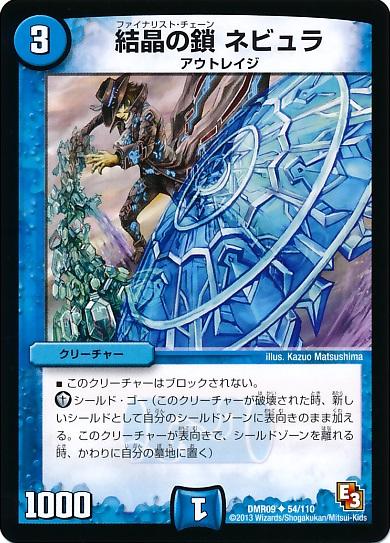 3
ファイナリスト・チェーン
結晶の鎖 ネビュラ
アウトレイジ
クリーチャー
illus. Kazuo Matsushima
■ このクリーチャーはブロックされない。
シールド・ゴー (このクリーチャーが破壊された時、新
しいシールドとして自分のシールドゾーンに表向きのまま加え
る。このクリーチャーが表向きで、シールドゾーンを離れる
時、かわりに自分の墓地に置く)
1000
1
E3
DMR09 ◆ 54/110
©2013 Wizards/Shogakukan/Mitsui-Kids